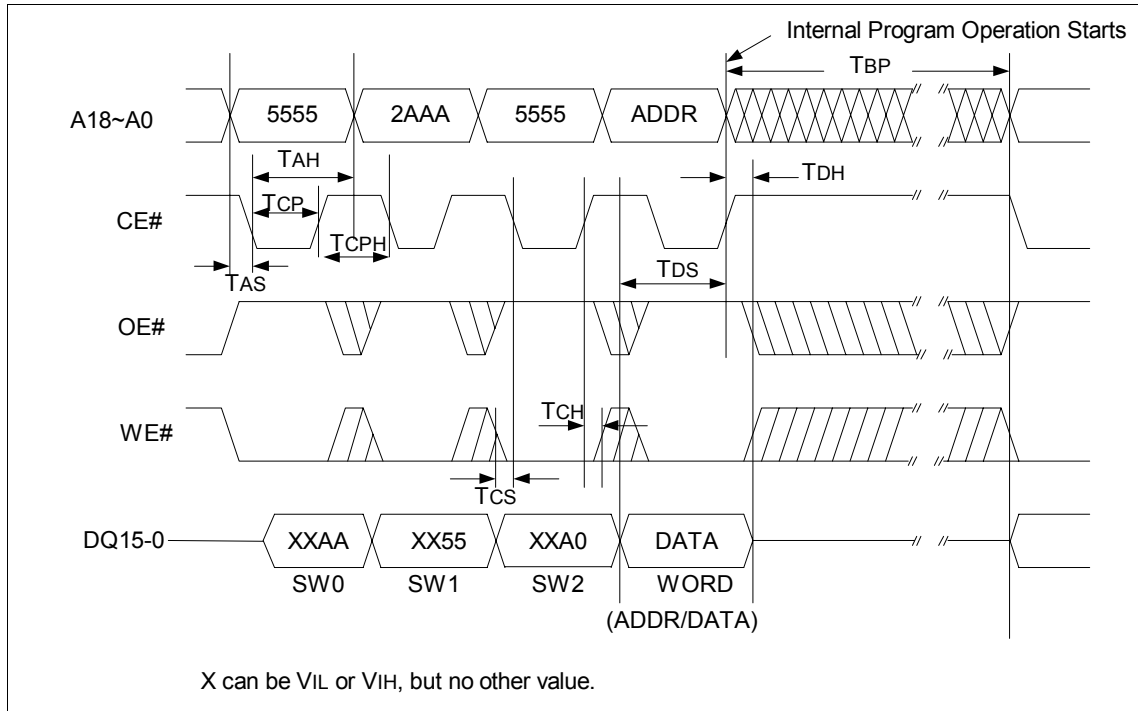 Internal Program Operation Starts
TBP
A18~A0
5555
2AAA
5555
ADDR
TAH
TDH
CE#
TCP
TCPH
TAS
TDS
OE#
WE#
TCH
TCS
DQ15-0
XXAA
XX55
XXA0
DATA
SW0
SW1
SW2
WORD
(ADDR/DATA)
X can be VIL or VIH, but no other value.